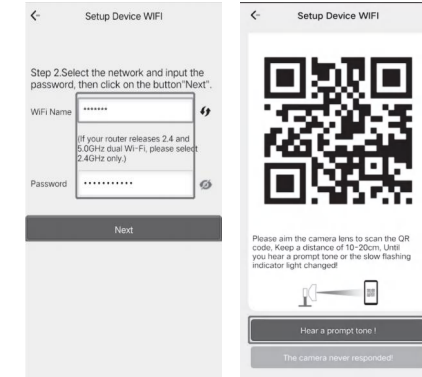 Setup Device WIFI
Step 2.Select the network and input the
password, then click on the button"Next".
WiFi Name
*******
(If your router releases 2.4 and
5.0GHz dual Wi-Fi, please select
2.4GHz only.)
Password
•••••••••••
Next
Setup Device WIFI
Please aim the camera lens to scan the QR
code, Keep a distance of 10~20cm, Until
you hear a prompt tone or the slow flashing
indicator light changed!
Hear a prompt tone !
The camera never responded!